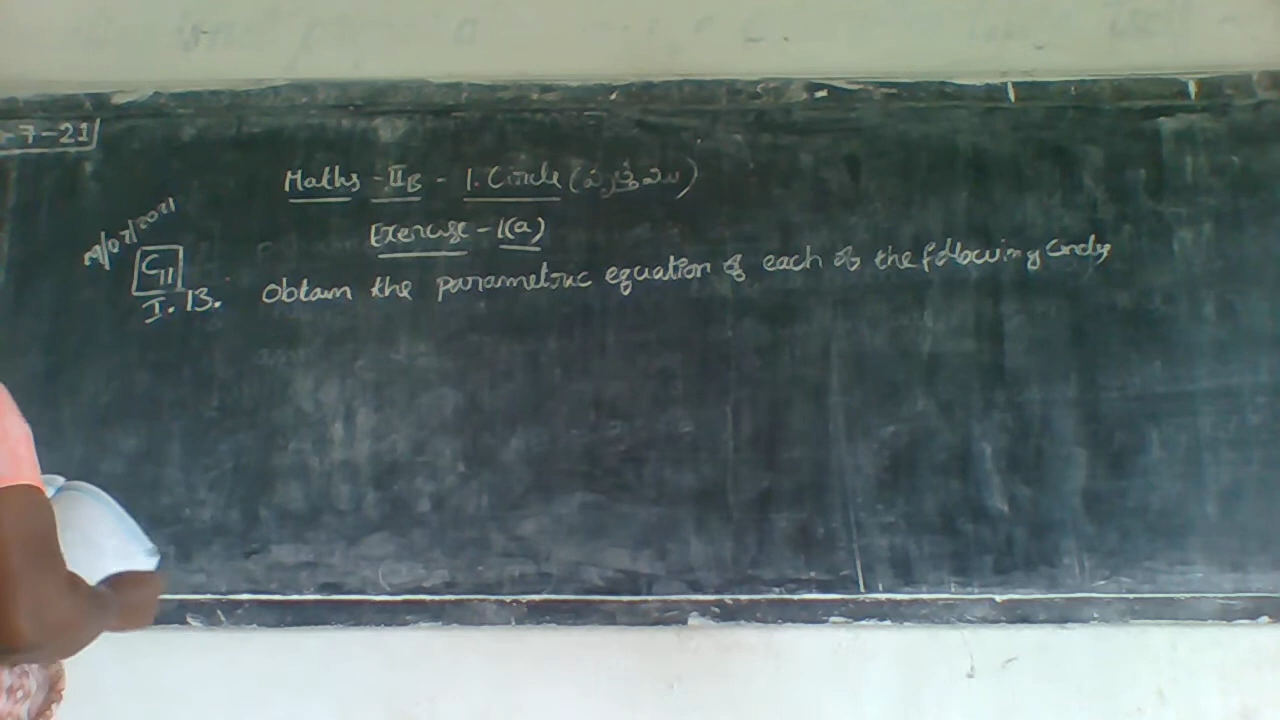 -7-21
Maths - IIB - 1. Circle (వృత్తాలు)
Exercise - 1(a)
C11
I. 13. Obtain the parametric equation of each of the following circles